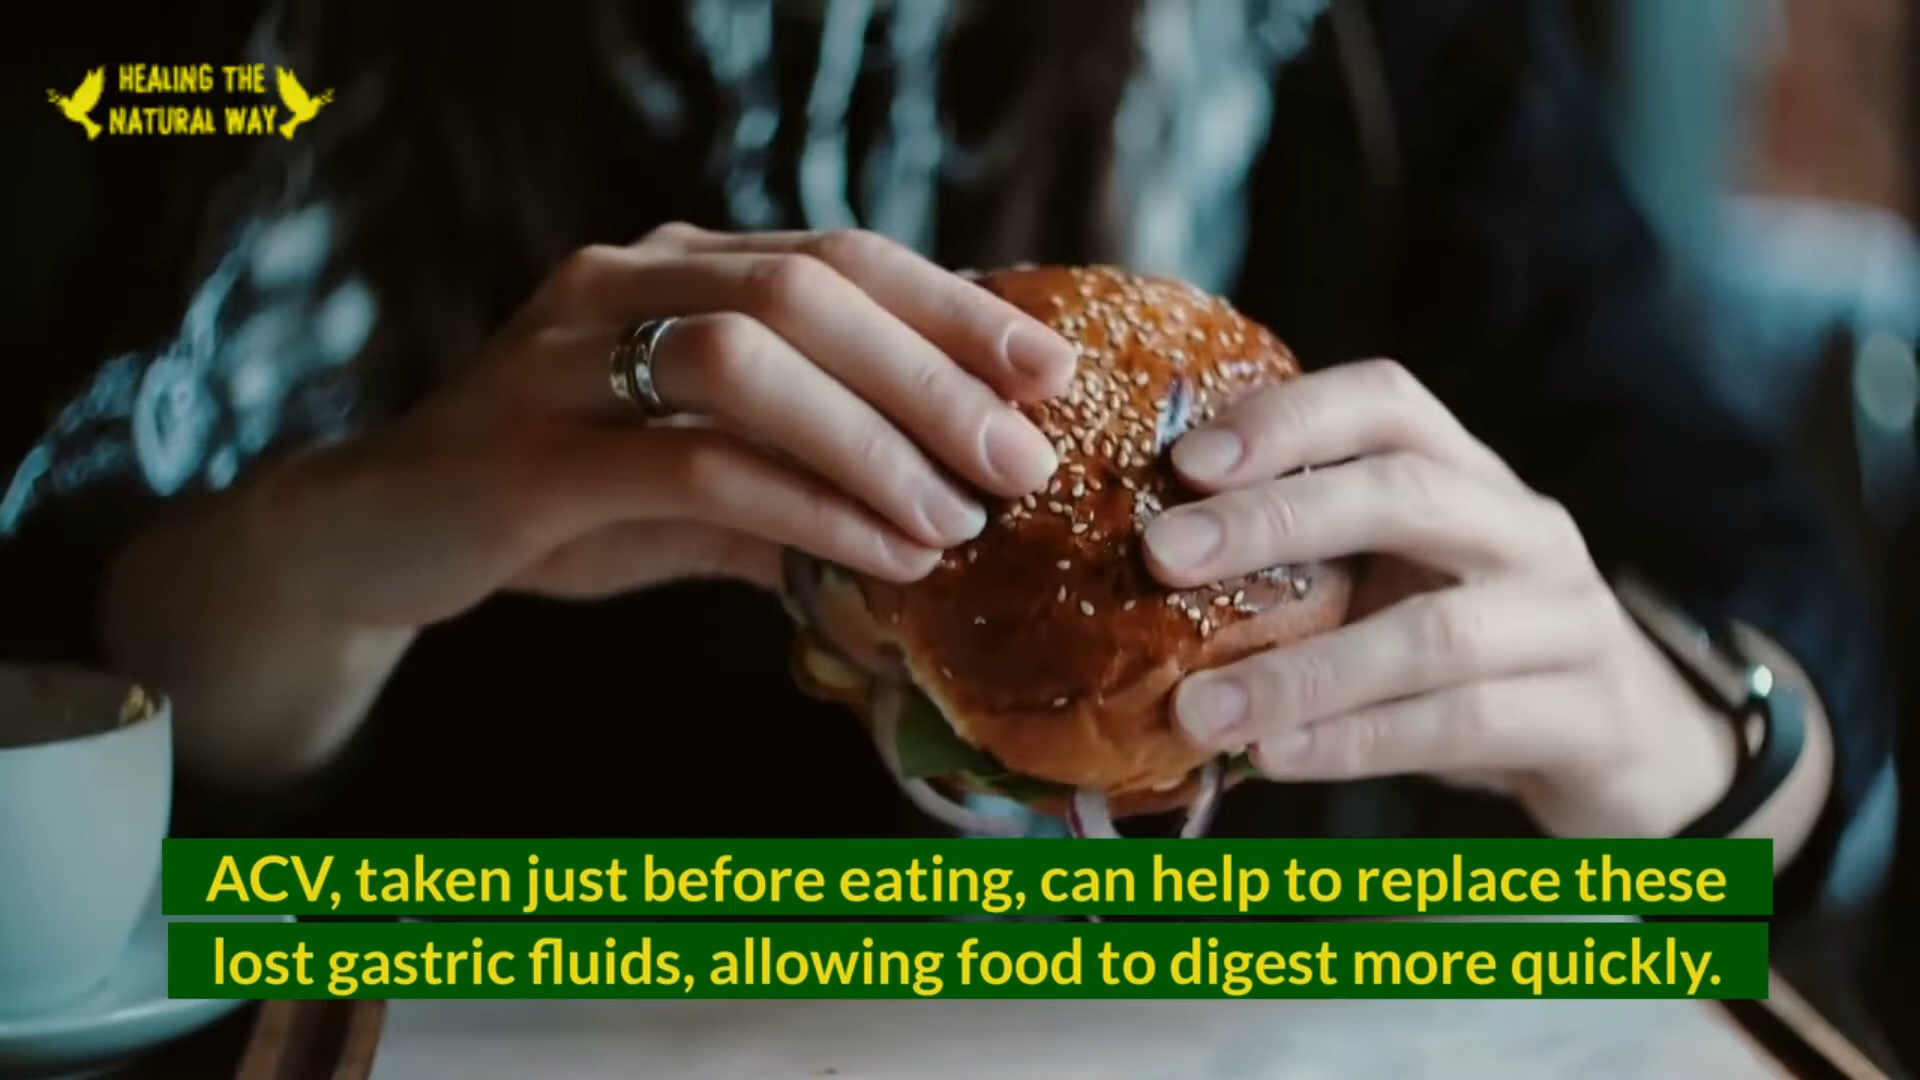 HEALING THE
NATURAL WAY
ACV, taken just before eating, can help to replace these
lost gastric fluids, allowing food to digest more quickly.